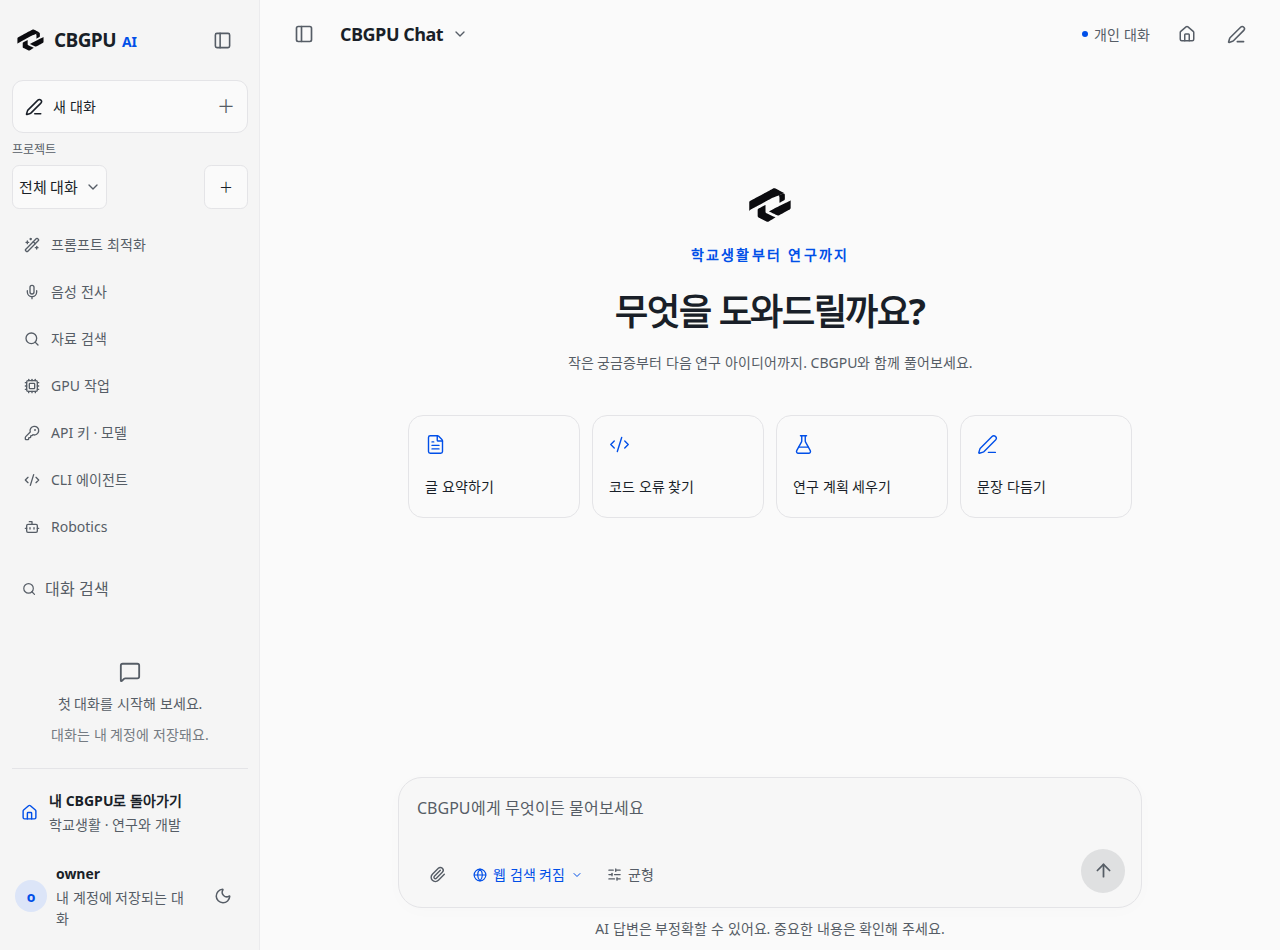 CBGPU AI
새 대화
프로젝트
전체 대화
프롬프트 최적화
음성 전사
자료 검색
GPU 작업
API 키 · 모델
CLI 에이전트
Robotics
대화 검색
첫 대화를 시작해 보세요.
대화는 내 계정에 저장돼요.
내 CBGPU로 돌아가기
학교생활 · 연구와 개발
o
owner
내 계정에 저장되는 대
화
CBGPU Chat
개인 대화
학교생활부터 연구까지
무엇을 도와드릴까요?
작은 궁금증부터 다음 연구 아이디어까지. CBGPU와 함께 풀어보세요.
글 요약하기
코드 오류 찾기
연구 계획 세우기
문장 다듬기
CBGPU에게 무엇이든 물어보세요
웹 검색 켜짐
균형
AI 답변은 부정확할 수 있어요. 중요한 내용은 확인해 주세요.